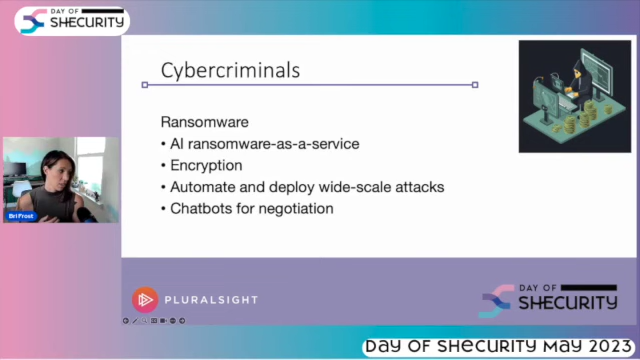 DAY OF
SHECURITY
Cybercriminals
Ransomware
• AI ransomware-as-a-service
• Encryption
• Automate and deploy wide-scale attacks
• Chatbots for negotiation
Bri Frost
PLURALSIGHT
DAY OF
SHECURITY
DAY OF SHECURITY MAY 2023